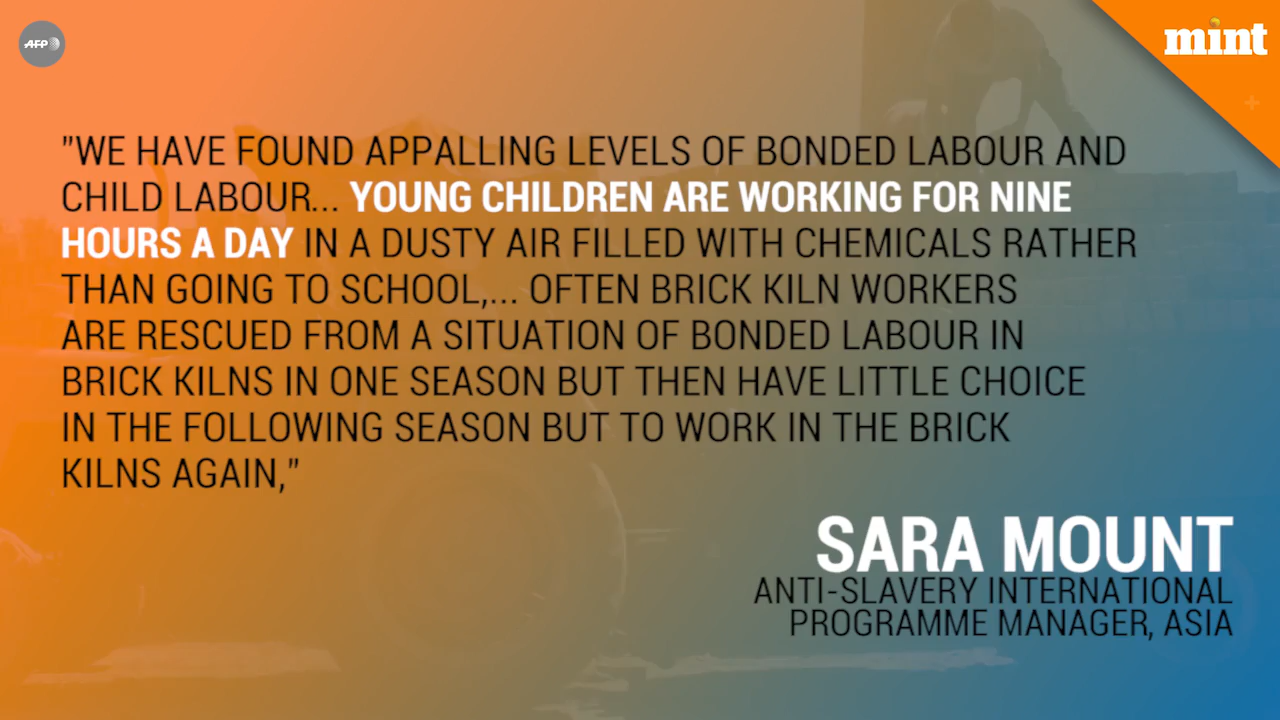 AFP
mint
"WE HAVE FOUND APPALLING LEVELS OF BONDED LABOUR AND
CHILD LABOUR... YOUNG CHILDREN ARE WORKING FOR NINE
HOURS A DAY IN A DUSTY AIR FILLED WITH CHEMICALS RATHER
THAN GOING TO SCHOOL,... OFTEN BRICK KILN WORKERS
ARE RESCUED FROM A SITUATION OF BONDED LABOUR IN
BRICK KILNS IN ONE SEASON BUT THEN HAVE LITTLE CHOICE
IN THE FOLLOWING SEASON BUT TO WORK IN THE BRICK
KILNS AGAIN,"
SARA MOUNT
ANTI-SLAVERY INTERNATIONAL
PROGRAMME MANAGER, ASIA